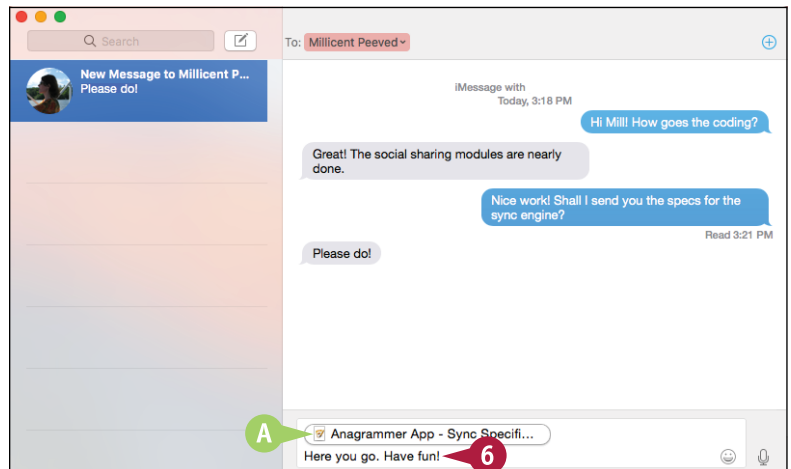 Search
To: Millicent Peeved
New Message to Millicent P...
Please do!
iMessage with
Today, 3:18 PM
Hi Mill! How goes the coding?
Great! The social sharing modules are nearly
done.
Nice work! Shall I send you the specs for the
sync engine?
Read 3:21 PM
Please do!
A
Anagrammer App - Sync Specifi...
Here you go. Have fun!
6